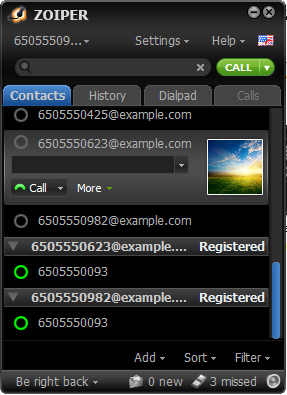 ZOIPER
65055509... Settings Help
CALL
Contacts History Dialpad Calls
6505550425@example.com
6505550623@example.com
Call More
6505550982@example.com
6505550623@example.... Registered
6505550093
6505550982@example.... Registered
6505550093
Add Sort Filter
Be right back 0 new 3 missed